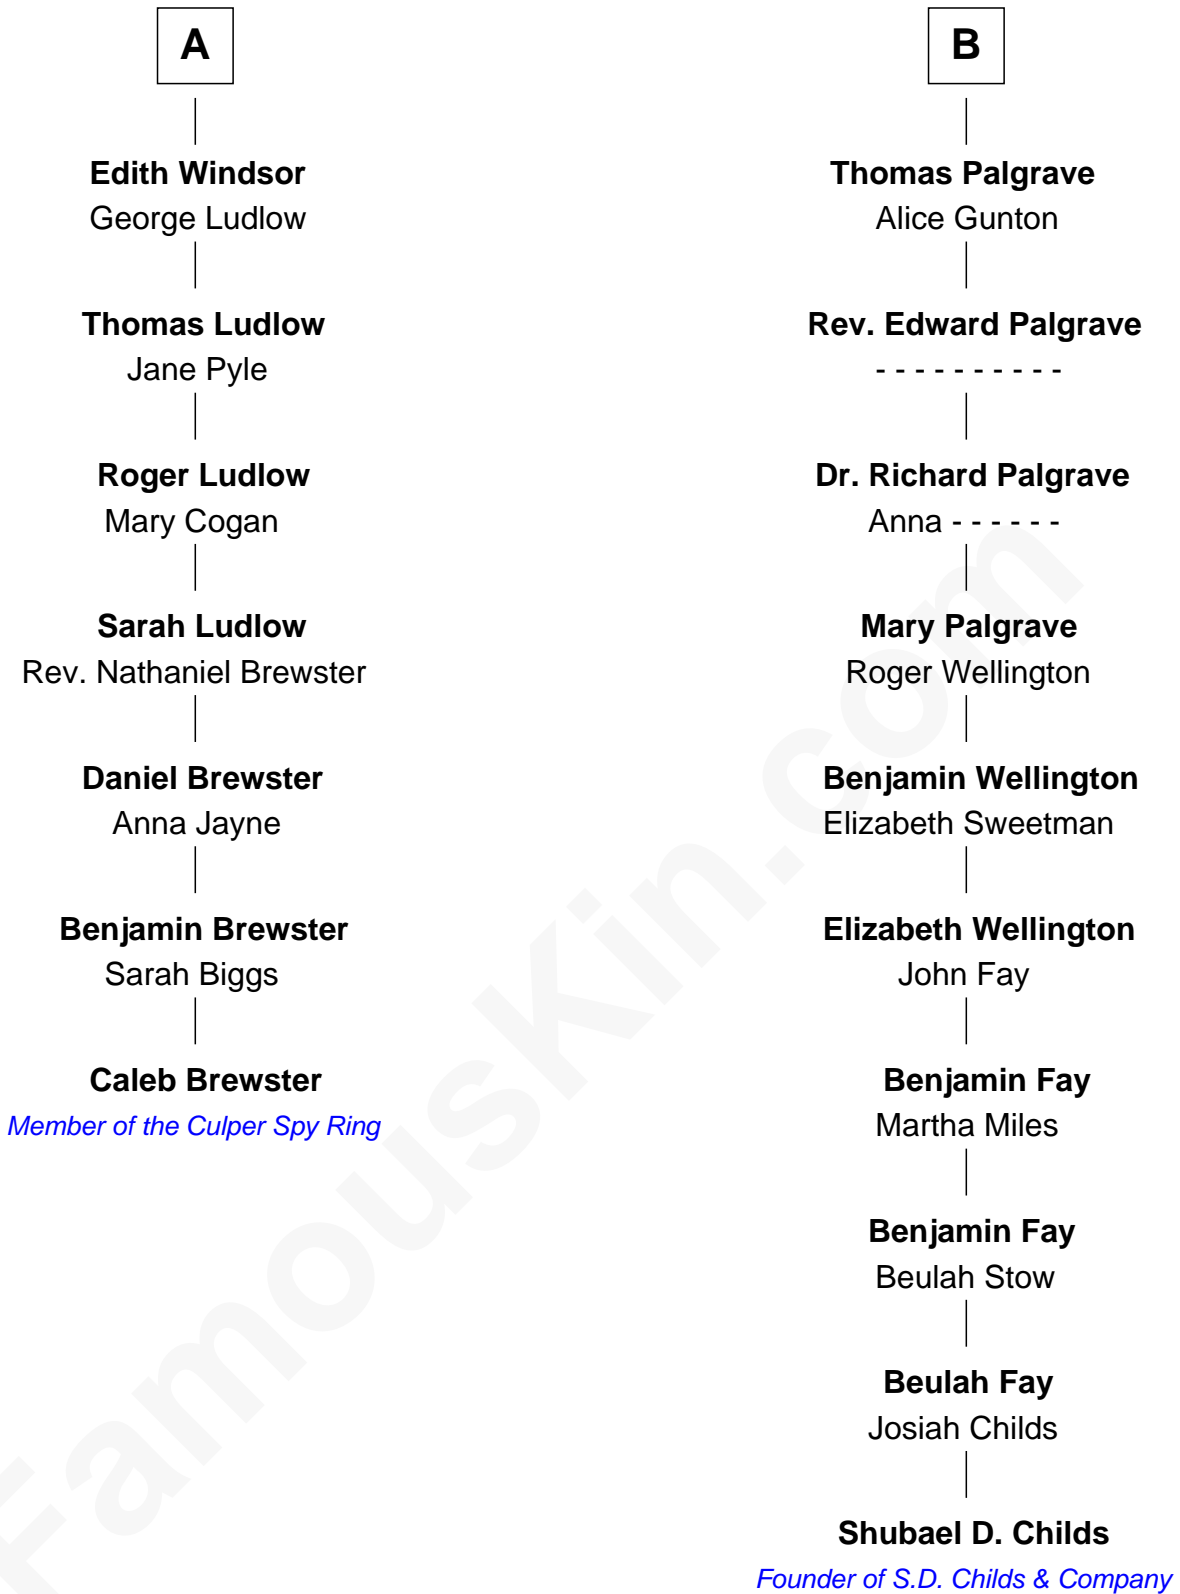 A
Edith Windsor
George Ludlow
Thomas Ludlow
Jane Pyle
Roger Ludlow
Mary Cogan
Sarah Ludlow
Rev. Nathaniel Brewster
Daniel Brewster
Anna Jayne
Benjamin Brewster
Sarah Biggs
Caleb Brewster
Member of the Culper Spy Ring
B
Thomas Palgrave
Alice Gunton
Rev. Edward Palgrave
- - - - - - - - - -
Dr. Richard Palgrave
Anna - - - - - -
Mary Palgrave
Roger Wellington
Benjamin Wellington
Elizabeth Sweetman
Elizabeth Wellington
John Fay
Benjamin Fay
Martha Miles
Benjamin Fay
Beulah Stow
Beulah Fay
Josiah Childs
Shubael D. Childs
Founder of S.D. Childs & Company
FamousKin.com